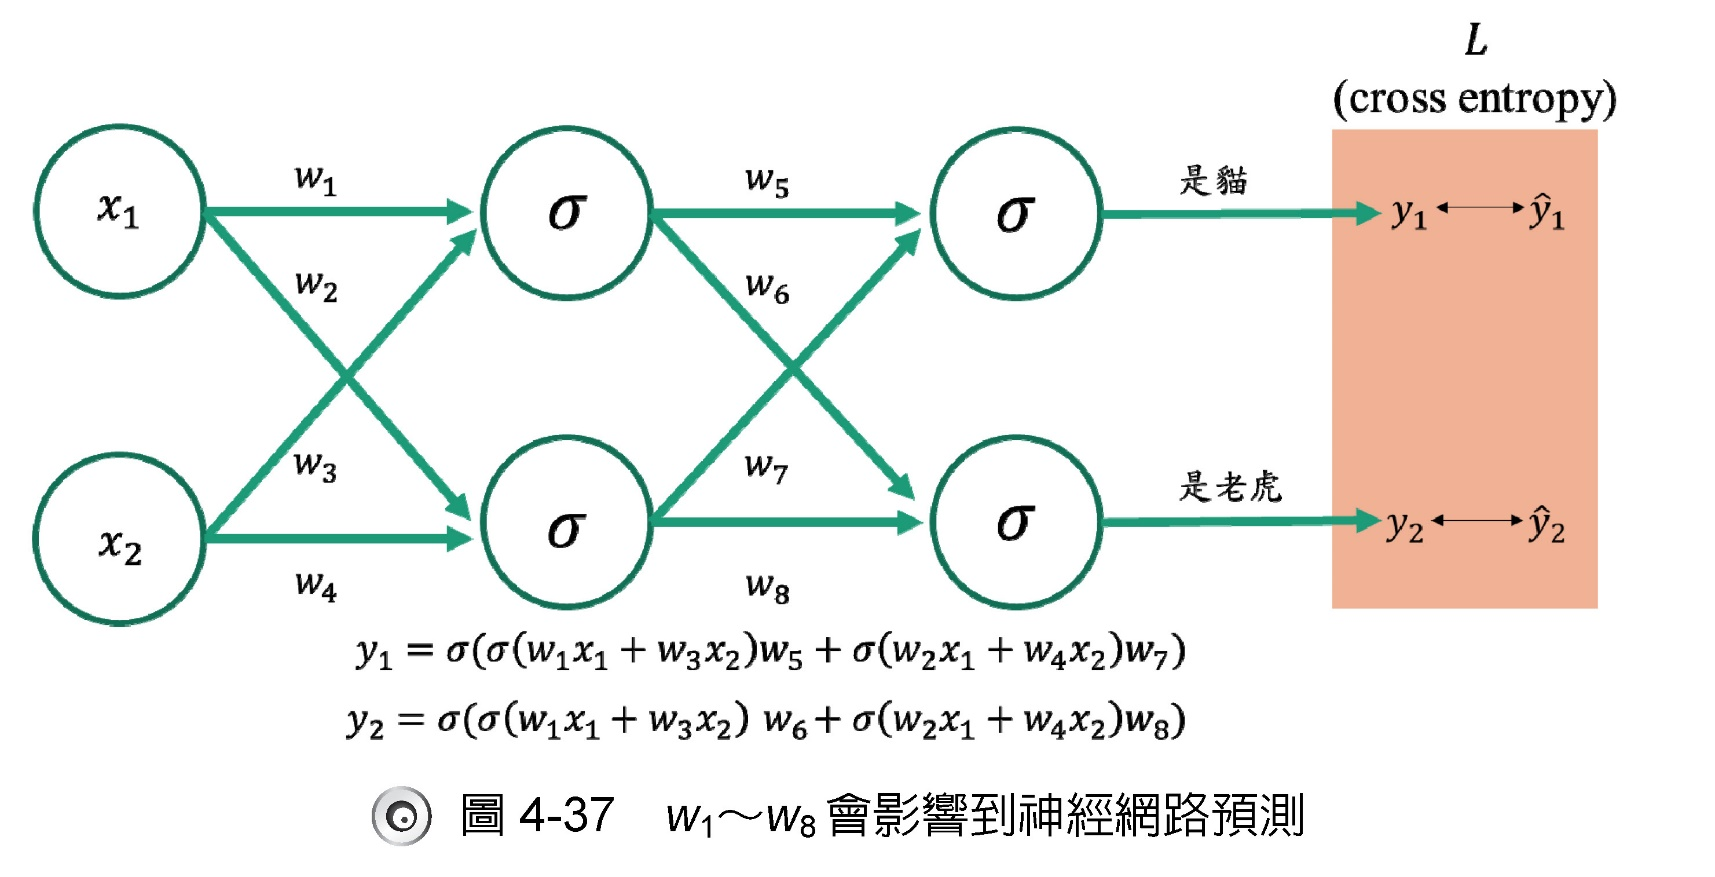 L
(cross entropy)
x₁
w₁
σ
w₅
σ
是貓
y₁
ŷ₁
w₂
w₆
x₂
w₃
σ
w₇
σ
是老虎
y₂
ŷ₂
w₄
w₈
y₁ = σ(σ(w₁x₁ + w₃x₂)w₅ + σ(w₂x₁ + w₄x₂)w₇)
y₂ = σ(σ(w₁x₁ + w₃x₂) w₆ + σ(w₂x₁ + w₄x₂)w₈)
圖 4-37 w₁～w₈ 會影響到神經網路預測